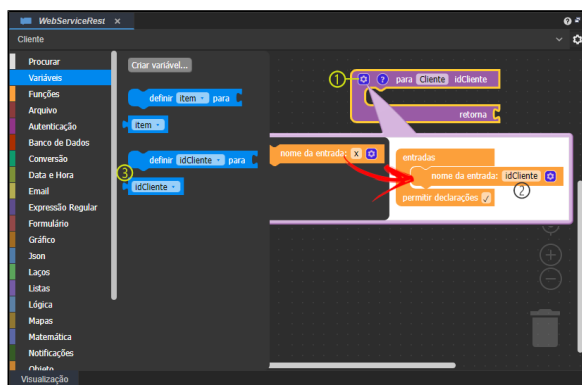 WebServiceRest ×
Cliente
Procurar
Variáveis
Funções
Arquivo
Autenticação
Banco de Dados
Conversão
Data e Hora
Email
Expressão Regular
Formulário
Gráfico
Json
Laços
Listas
Lógica
Mapas
Matemática
Notificações
Objeto
Criar variável...
definir item para
item
definir idCliente para
3
idCliente
1
? para Cliente idCliente
retorna
nome da entrada: x
entradas
nome da entrada: idCliente
2
permitir declarações ✓
Visualização